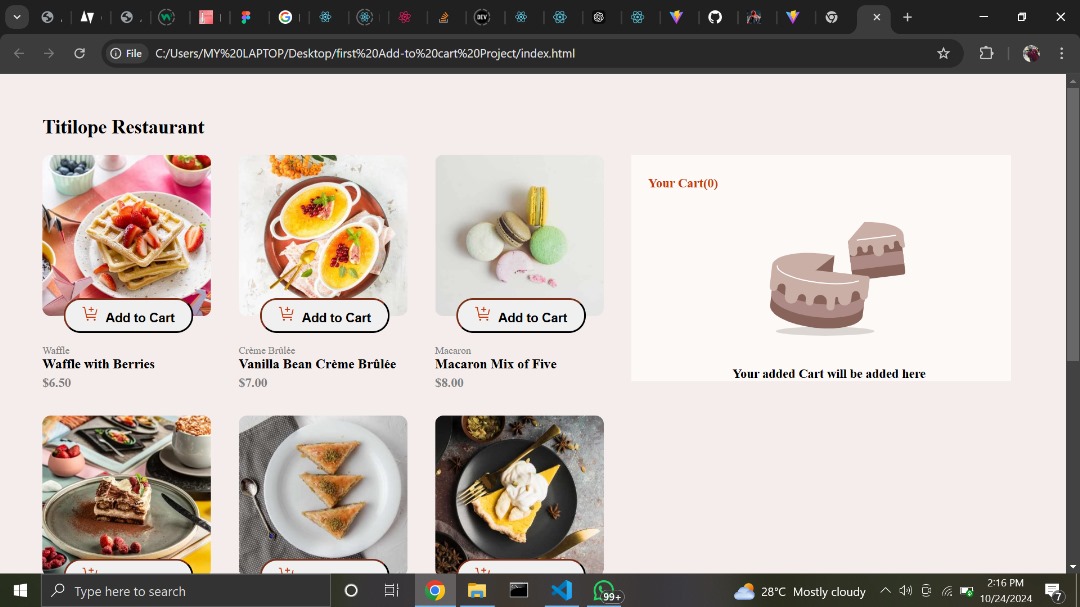 DEV
File
C:/Users/MY%20LAPTOP/Desktop/first%20Add-to%20cart%20Project/index.html
Titilope Restaurant
Your Cart(0)
Add to Cart
Add to Cart
Add to Cart
Waffle
Crème Brûlée
Macaron
Waffle with Berries
Vanilla Bean Crème Brûlée
Macaron Mix of Five
$6.50
$7.00
$8.00
Your added Cart will be added here
Type here to search
99+
28°C Mostly cloudy
2:16 PM
10/24/2024
7